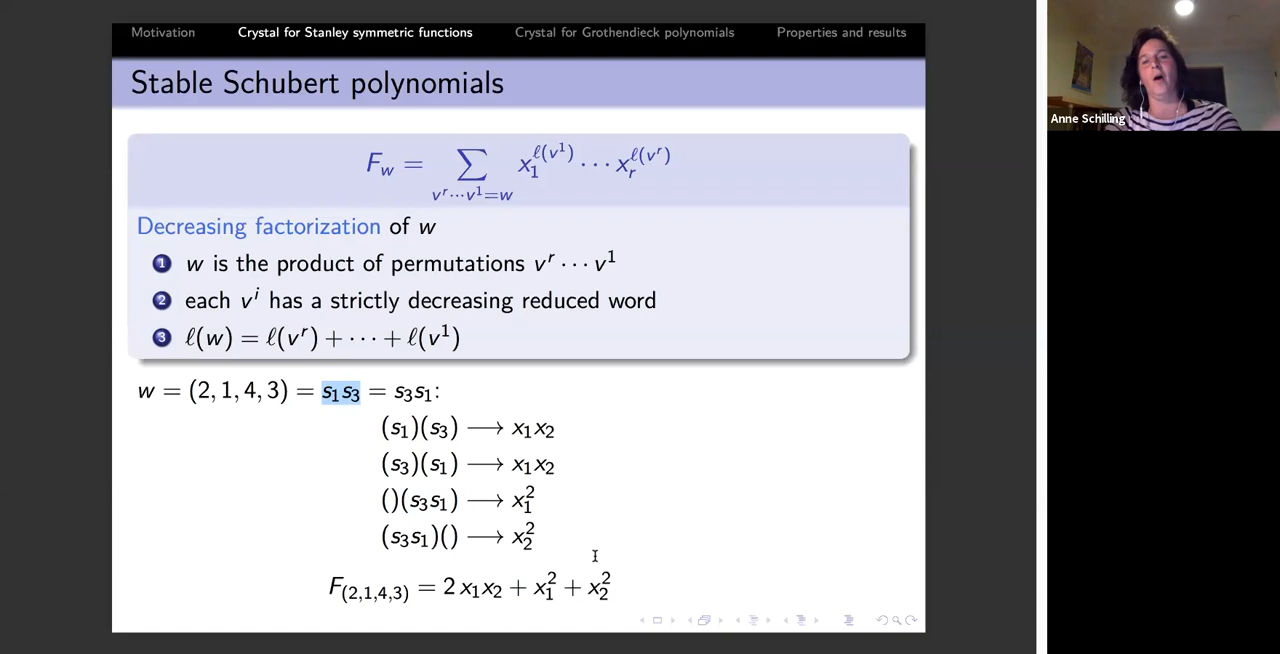 Motivation Crystal for Stanley symmetric functions Crystal for Grothendieck polynomials Properties and results
Stable Schubert polynomials
F_w = ∑_{v^r···v^1=w} x_1^{ℓ(v^1)} ··· x_r^{ℓ(v^r)}
Decreasing factorization of w
1 w is the product of permutations v^r ··· v^1
2 each v^i has a strictly decreasing reduced word
3 ℓ(w) = ℓ(v^r) + ··· + ℓ(v^1)
w = (2, 1, 4, 3) = s_1s_3 = s_3s_1:
(s_1)(s_3) ⟶ x_1x_2
(s_3)(s_1) ⟶ x_1x_2
()(s_3s_1) ⟶ x_1^2
(s_3s_1)() ⟶ x_2^2
F_{(2,1,4,3)} = 2 x_1x_2 + x_1^2 + x_2^2
Anne Schilling